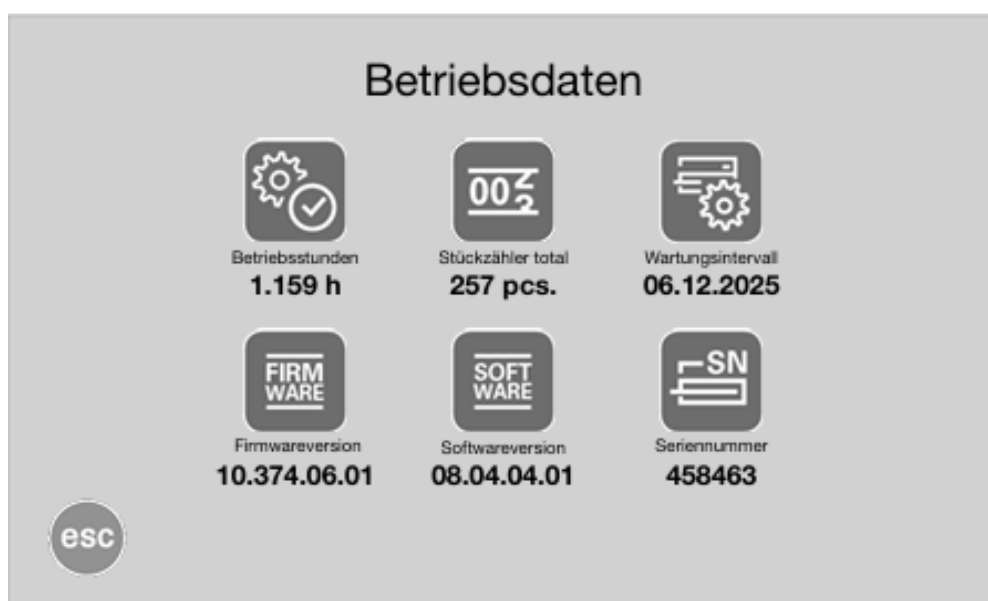 Betriebsdaten
Betriebsstunden
1.159 h
Stückzähler total
257 pcs.
Wartungsintervall
06.12.2025
FIRM
WARE
Firmwareversion
10.374.06.01
SOFT
WARE
Softwareversion
08.04.04.01
SN
Seriennummer
458463
esc